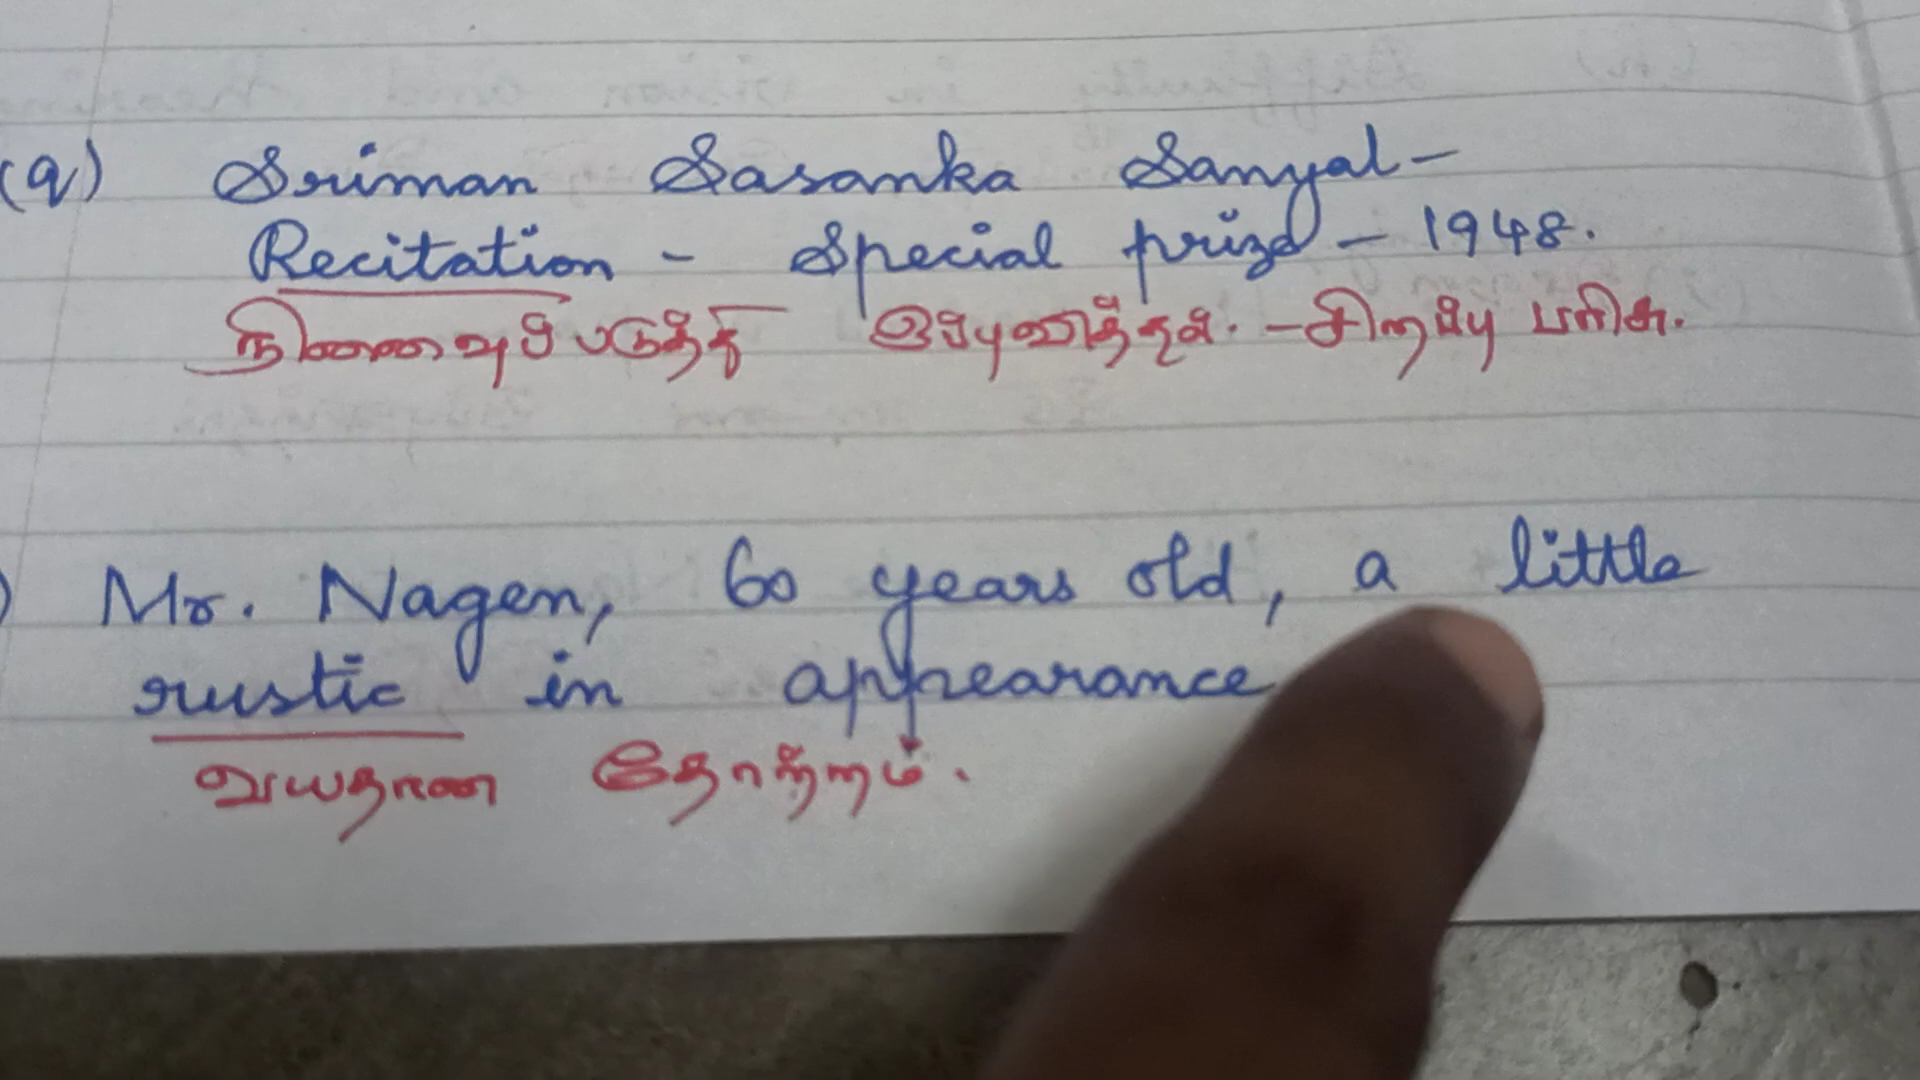 (q) Sriman Sasanka Sanyal-
Recitation - Special prize - 1948.
நினைவுப்படுத்தி ஒப்புவித்தல். - சிறப்பு பரிசு.
) Mr. Nagen, 60 years old, a little
rustic in appearance
வயதான தோற்றம்.